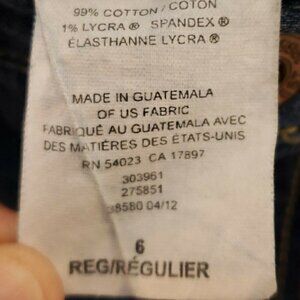 99% COTTON/COTON
1% LYCRA ® SPANDEX ®
ÉLASTHANNE LYCRA ®
MADE IN GUATEMALA
OF US FABRIC
FABRIQUÉ AU GUATEMALA AVEC
DES MATIÈRES DES ÉTATS-UNIS
RN 54023 CA 17897
303961
275851
38580 04/12
6
REG/RÉGULIER